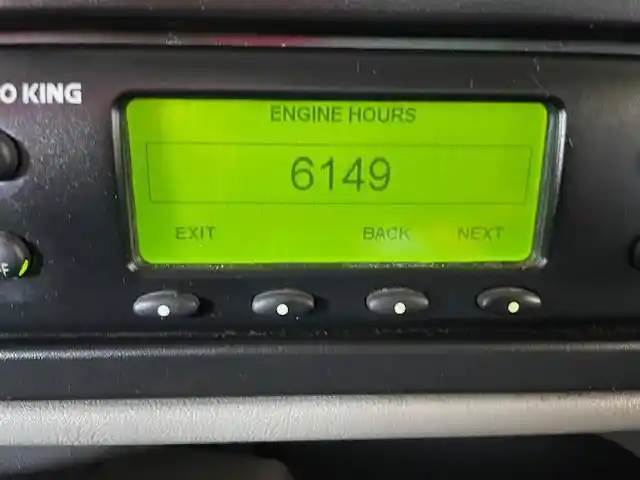 O KING
ENGINE HOURS
6149
EXIT BACK NEXT
F